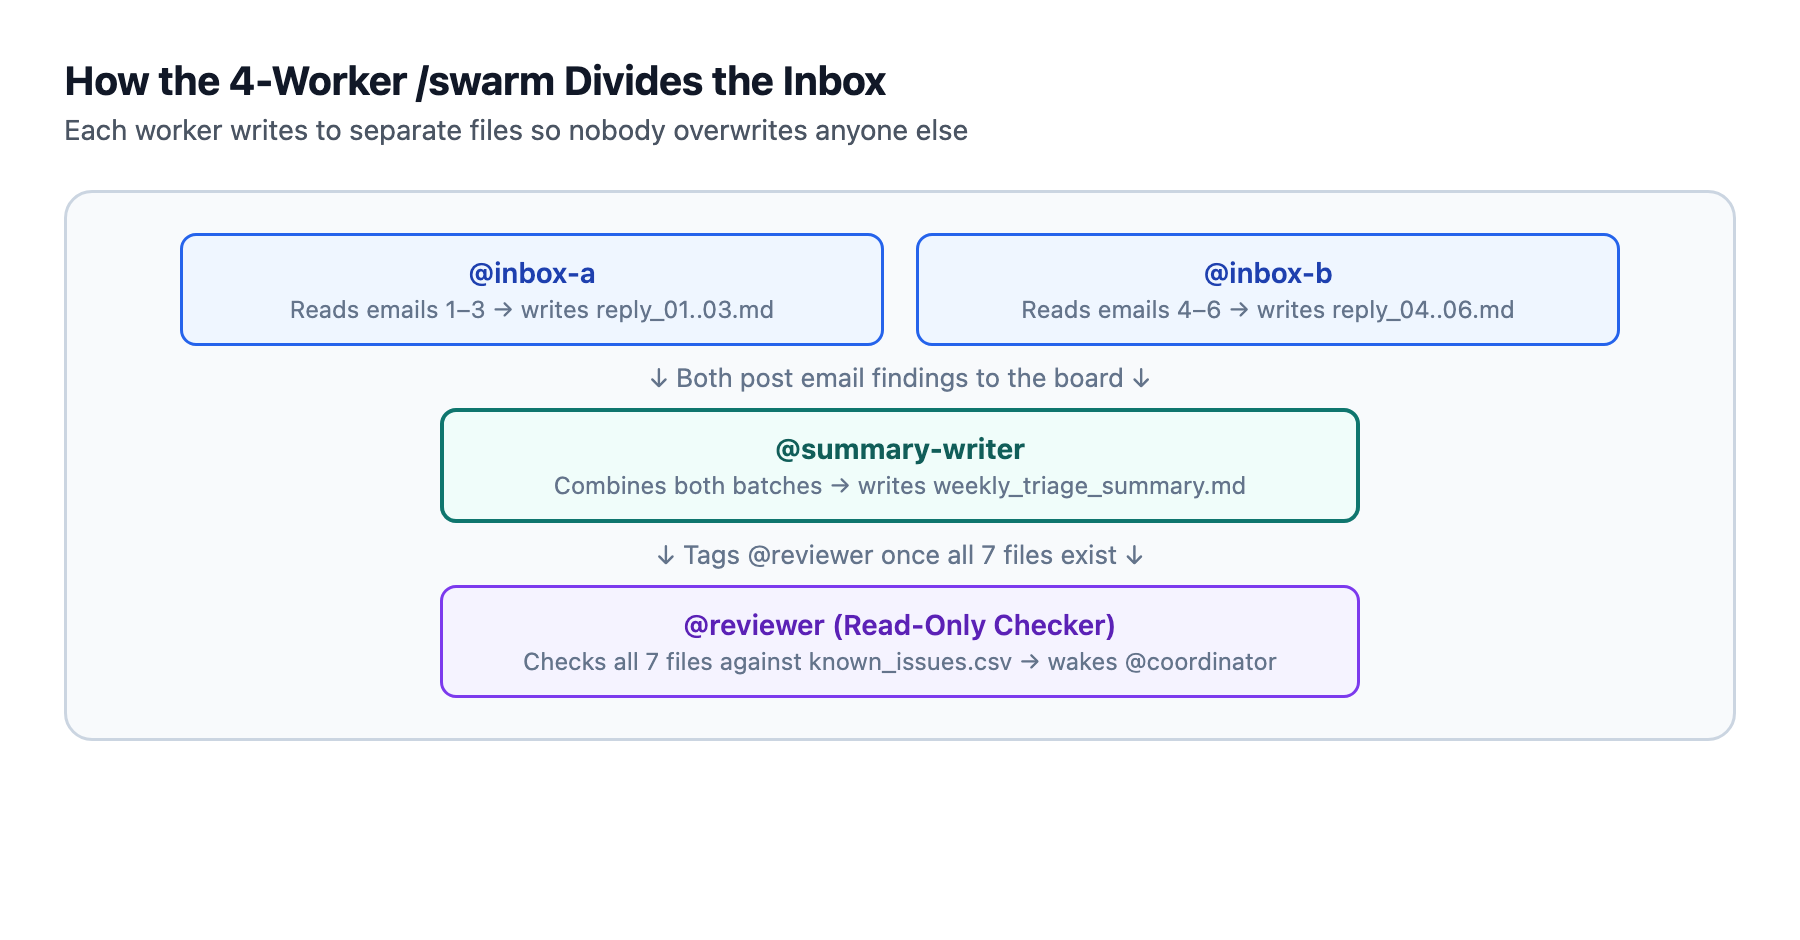 How the 4-Worker /swarm Divides the Inbox
Each worker writes to separate files so nobody overwrites anyone else
@inbox-a
Reads emails 1–3 → writes reply_01..03.md
@inbox-b
Reads emails 4–6 → writes reply_04..06.md
↓ Both post email findings to the board ↓
@summary-writer
Combines both batches → writes weekly_triage_summary.md
↓ Tags @reviewer once all 7 files exist ↓
@reviewer (Read-Only Checker)
Checks all 7 files against known_issues.csv → wakes @coordinator